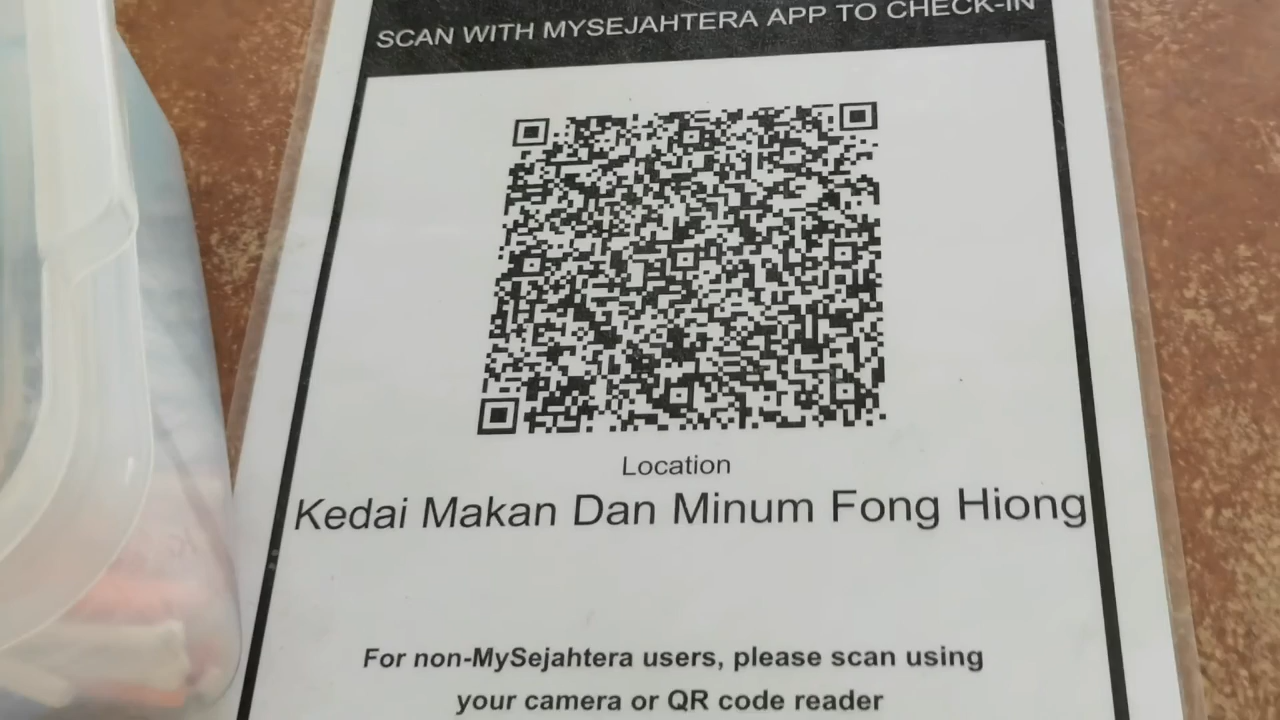 SCAN WITH MYSEJAHTERA APP TO CHECK-IN
Location
Kedai Makan Dan Minum Fong Hiong
For non-MySejahtera users, please scan using
your camera or QR code reader